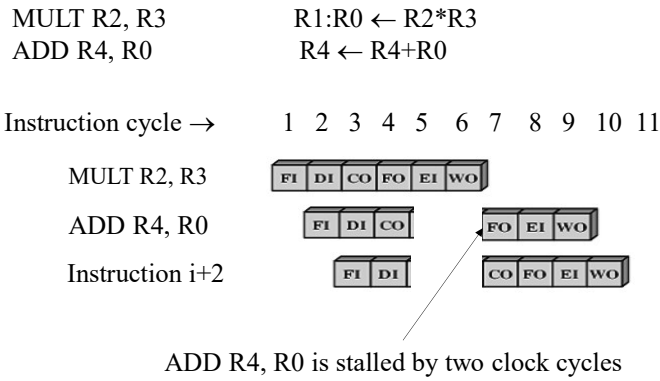 MULT R2, R3 R1:R0 ← R2*R3
ADD R4, R0 R4 ← R4+R0
Instruction cycle → 1 2 3 4 5 6 7 8 9 10 11
MULT R2, R3 FI DI CO FO EI WO
ADD R4, R0 FI DI CO FO EI WO
Instruction i+2 FI DI CO FO EI WO
ADD R4, R0 is stalled by two clock cycles